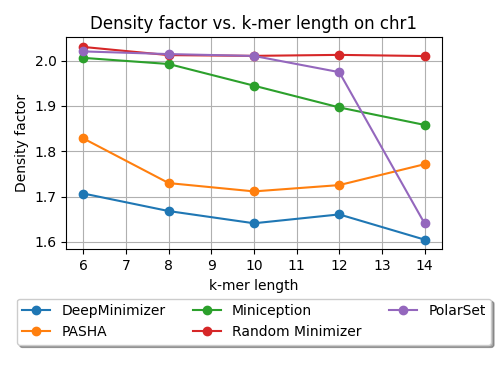 Density factor vs. k-mer length on chr1
Density factor
2.0
1.9
1.8
1.7
1.6
6 7 8 9 10 11 12 13 14
k-mer length
DeepMinimizer Miniception PolarSet
PASHA Random Minimizer